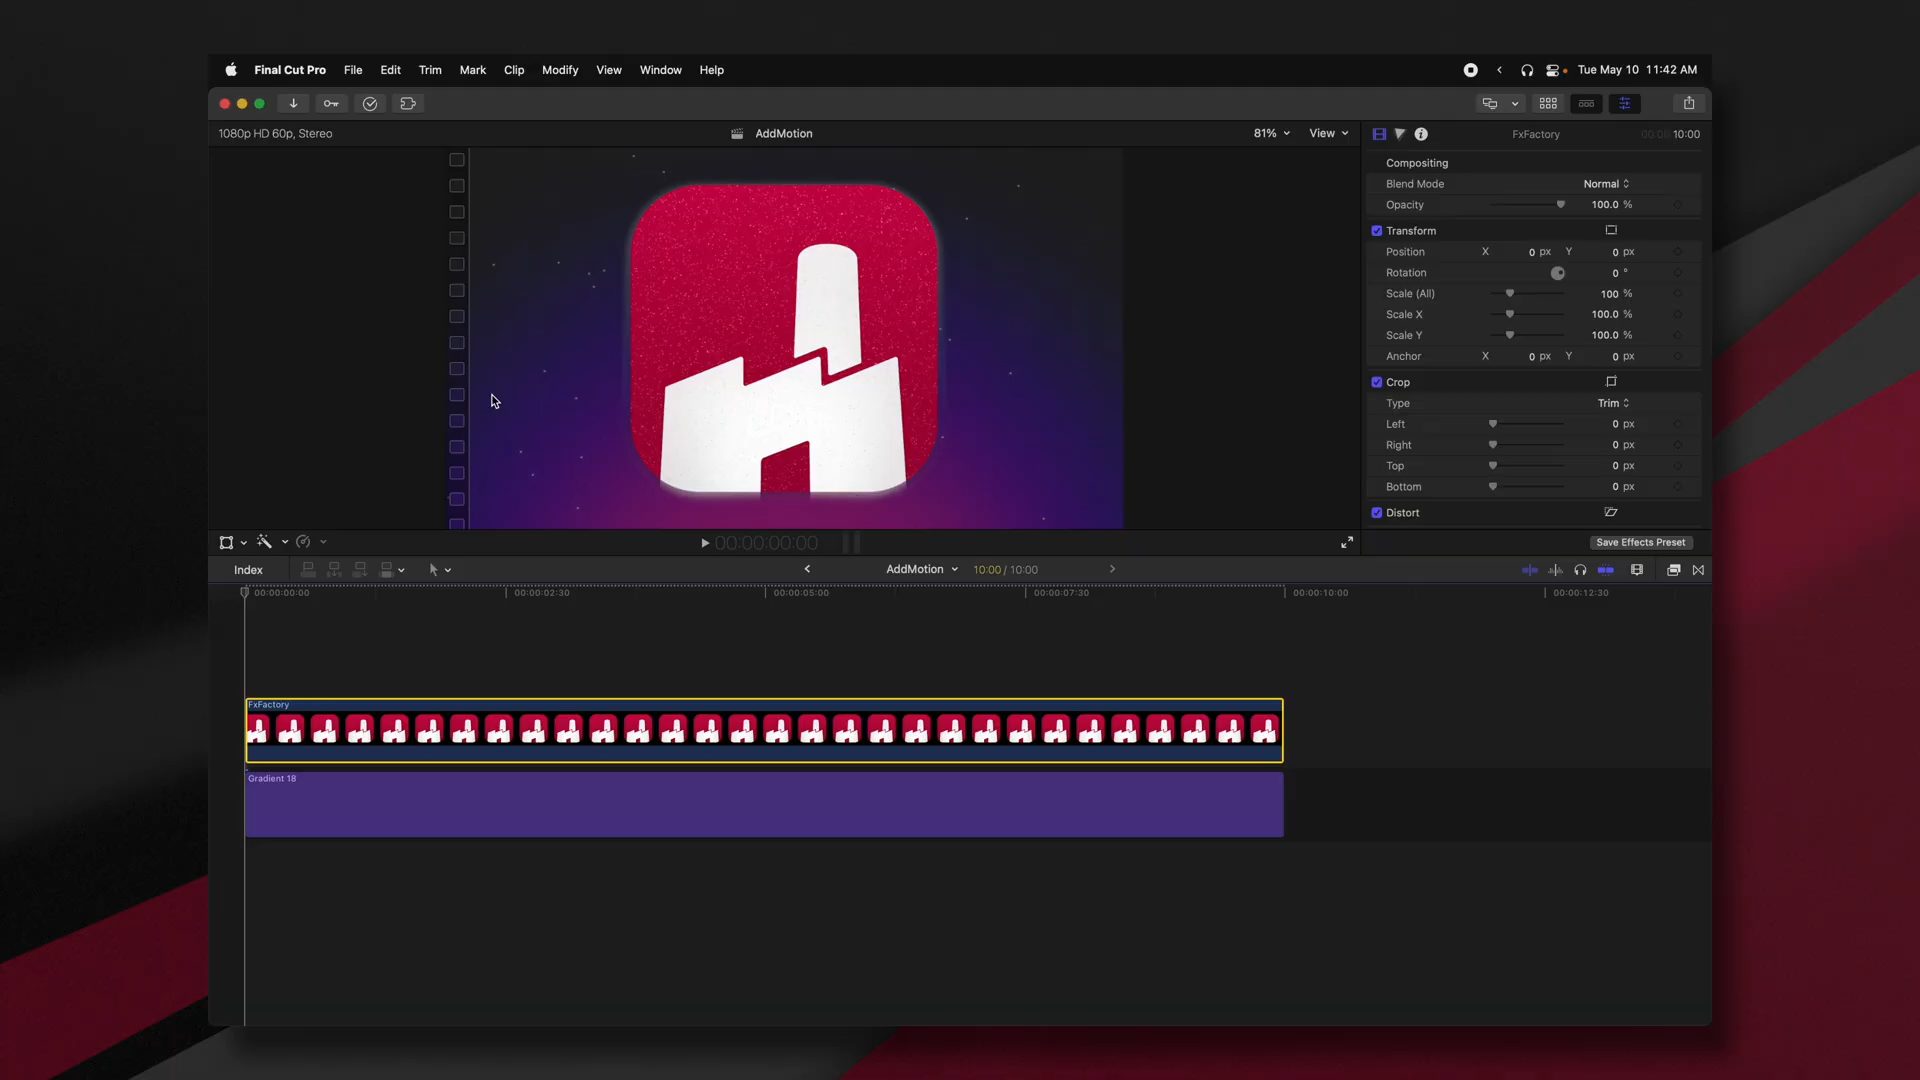 Final Cut Pro File Edit Trim Mark Clip Modify View Window Help Tue May 10 11:42 AM
1080p HD 60p, Stereo AddMotion 81% View FxFactory 00:00:10:00
Compositing
Blend Mode Normal
Opacity 100.0 %
Transform
Position X 0 px Y 0 px
Rotation 0 °
Scale (All) 100 %
Scale X 100.0 %
Scale Y 100.0 %
Anchor X 0 px Y 0 px
Crop
Type Trim
Left 0 px
Right 0 px
Top 0 px
Bottom 0 px
Distort
00:00:00:00 Save Effects Preset
Index AddMotion 10:00 / 10:00
00:00:00:00 00:00:02:30 00:00:05:00 00:00:07:30 00:00:10:00 00:00:12:30
FxFactory
Gradient 18